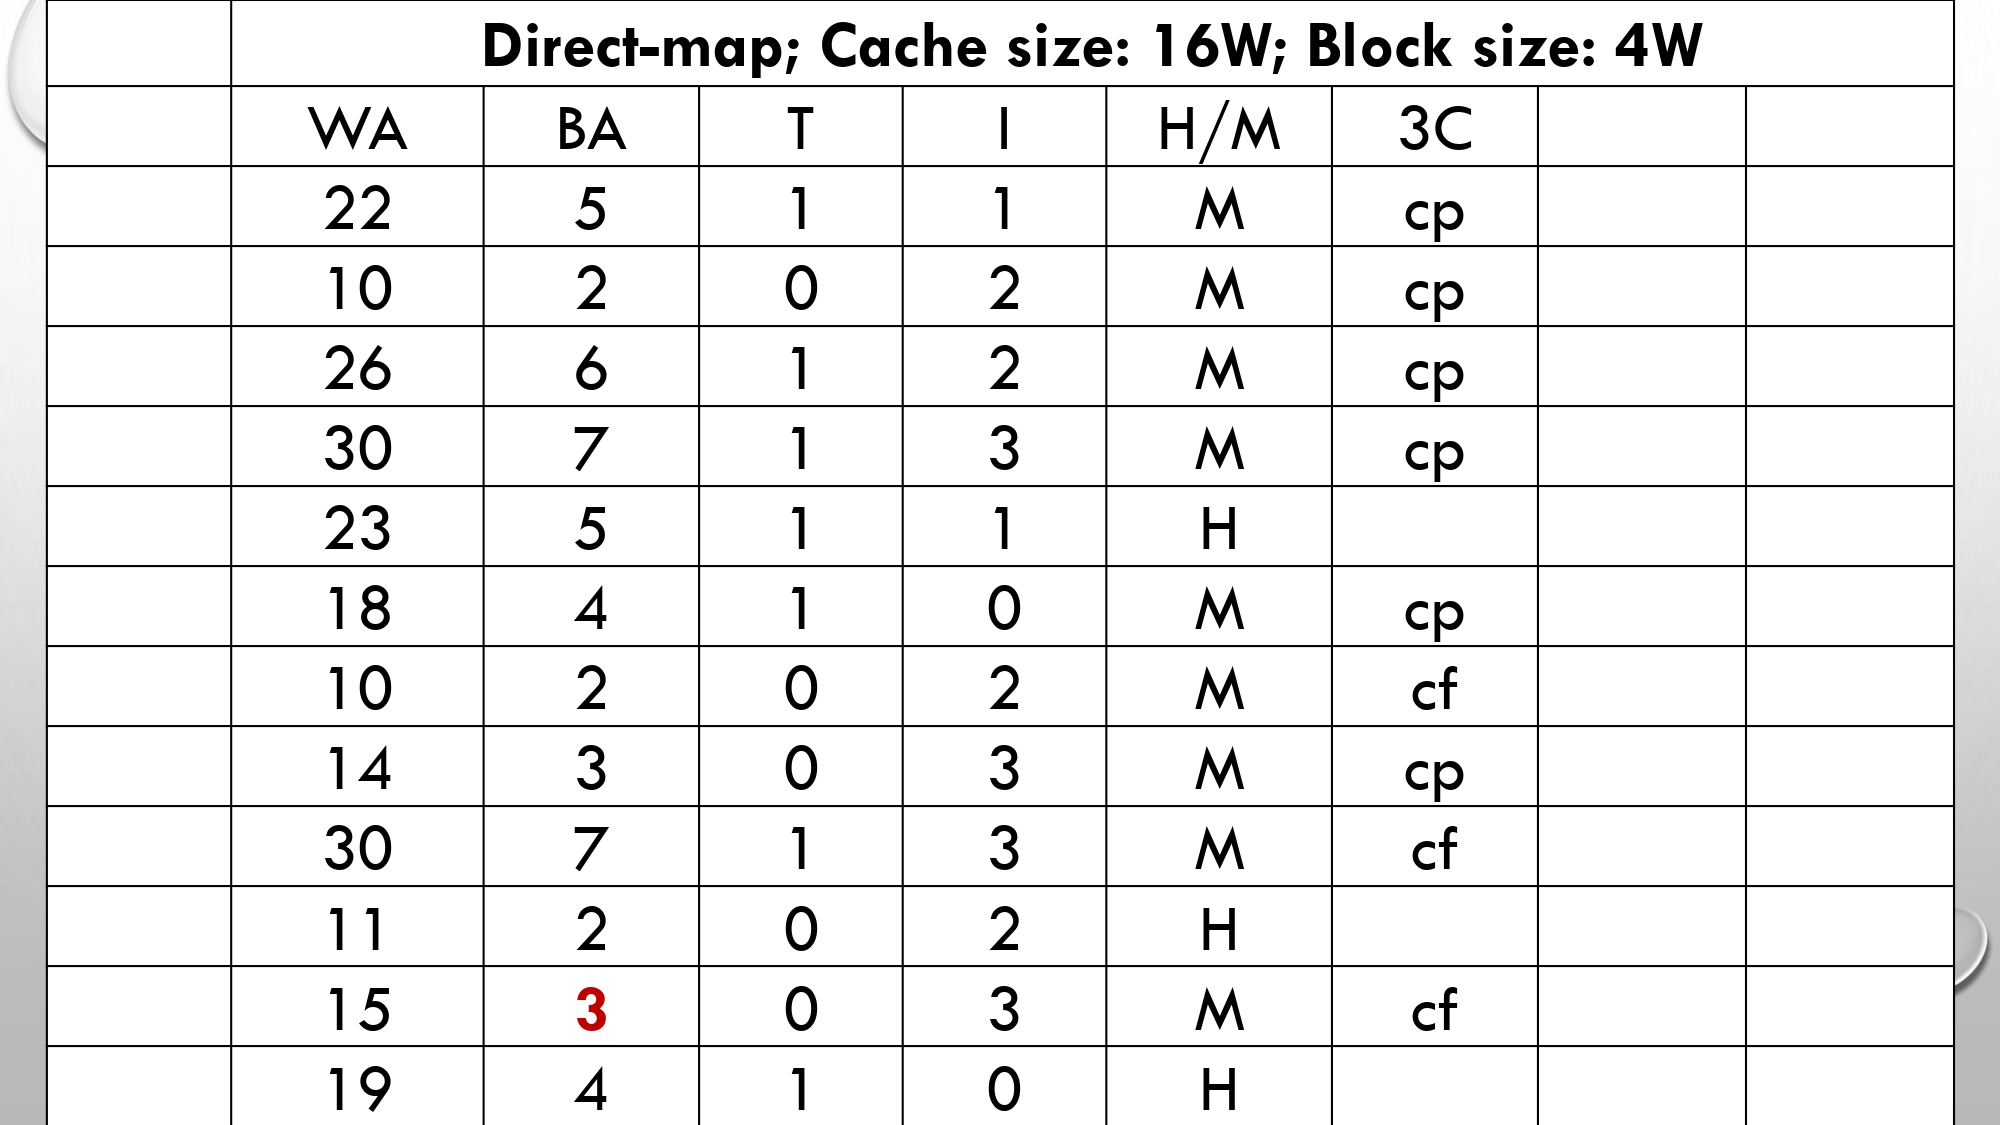 Direct-map; Cache size: 16W; Block size: 4W
WA BA T I H/M 3C
22 5 1 1 M cp
10 2 0 2 M cp
26 6 1 2 M cp
30 7 1 3 M cp
23 5 1 1 H
18 4 1 0 M cp
10 2 0 2 M cf
14 3 0 3 M cp
30 7 1 3 M cf
11 2 0 2 H
15 3 0 3 M cf
19 4 1 0 H